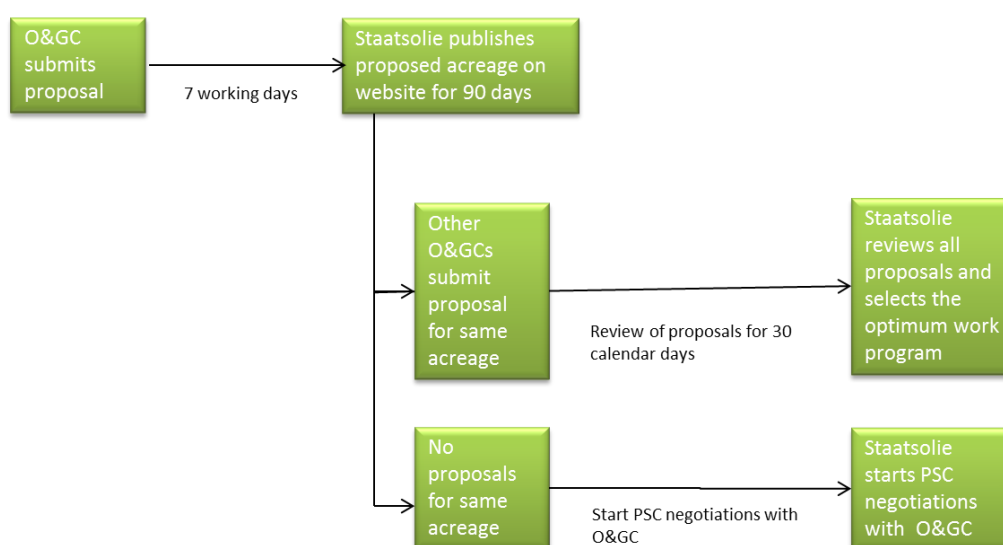 O&GC
submits
proposal
7 working days
Staatsolie publishes
proposed acreage on
website for 90 days
Other
O&GCs
submit
proposal
for same
acreage
Review of proposals for 30
calendar days
Staatsolie
reviews all
proposals and
selects the
optimum work
program
No
proposals
for same
acreage
Start PSC negotiations with
O&GC
Staatsolie
starts PSC
negotiations
with O&GC